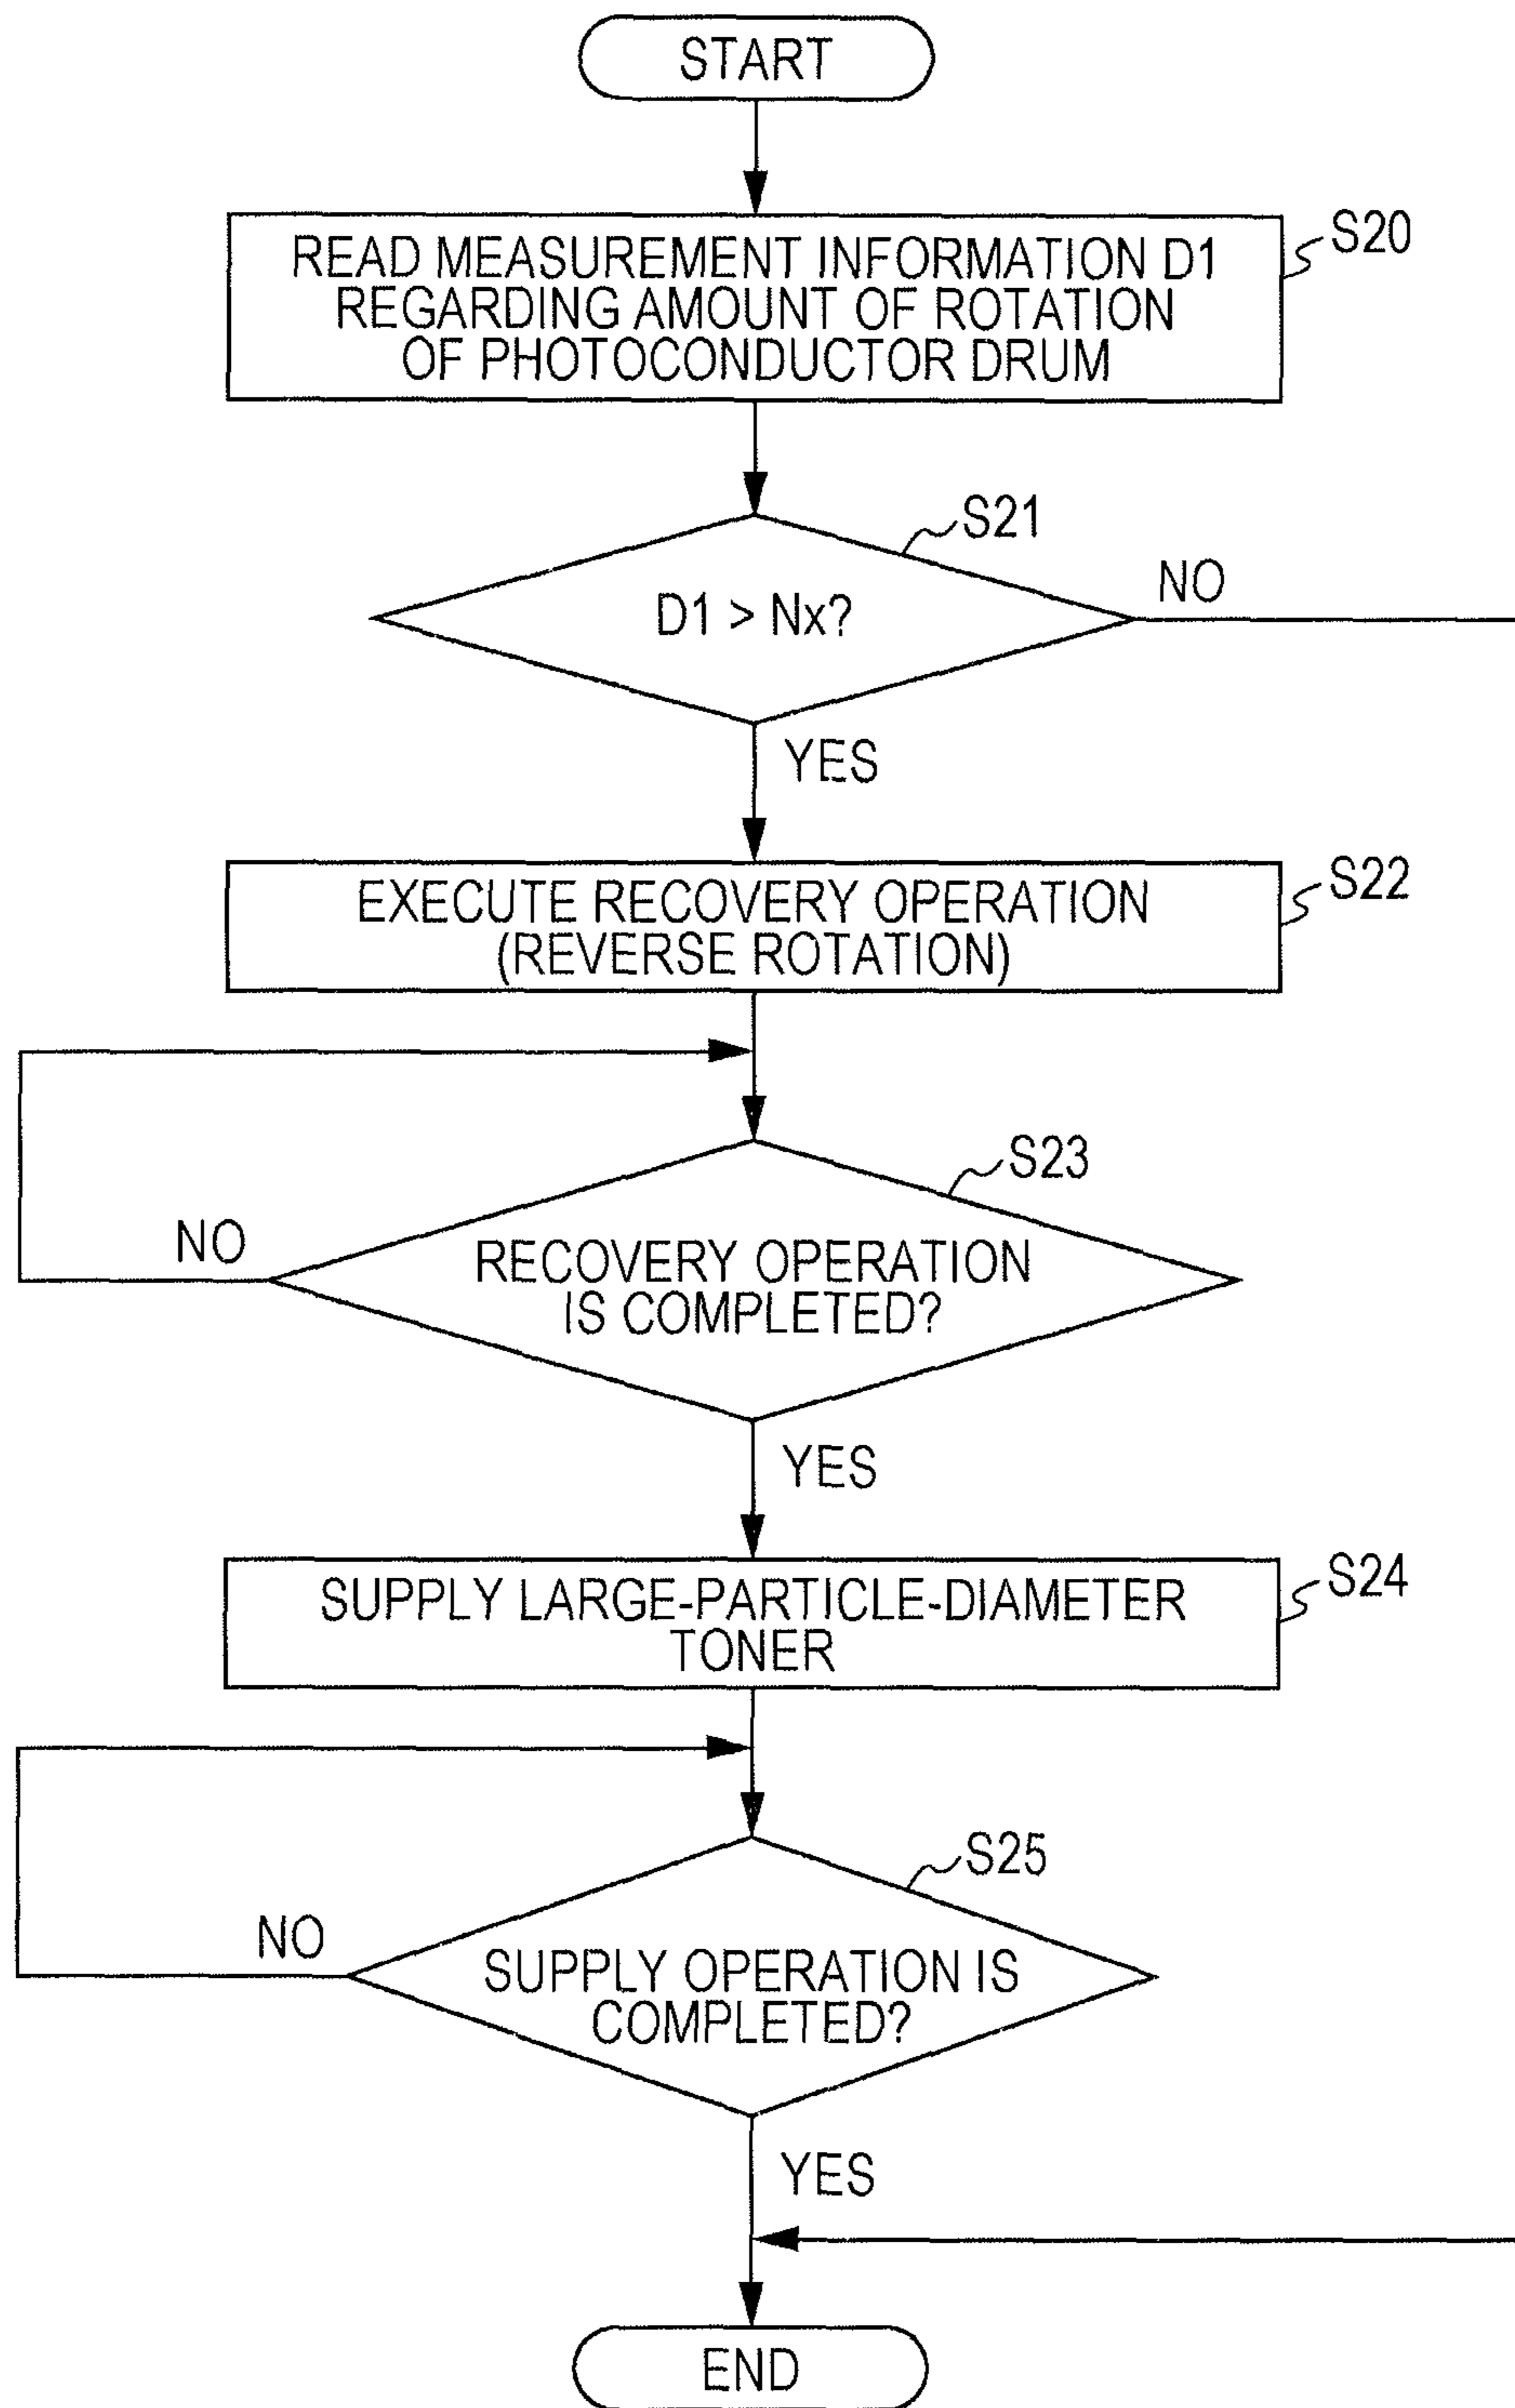 START
READ MEASUREMENT INFORMATION D1
REGARDING AMOUNT OF ROTATION
OF PHOTOCONDUCTOR DRUM
S20
S21
D1 > Nx?
NO
YES
EXECUTE RECOVERY OPERATION
(REVERSE ROTATION)
S22
S23
NO
RECOVERY OPERATION
IS COMPLETED?
YES
SUPPLY LARGE-PARTICLE-DIAMETER
TONER
S24
S25
NO
SUPPLY OPERATION IS
COMPLETED?
YES
END